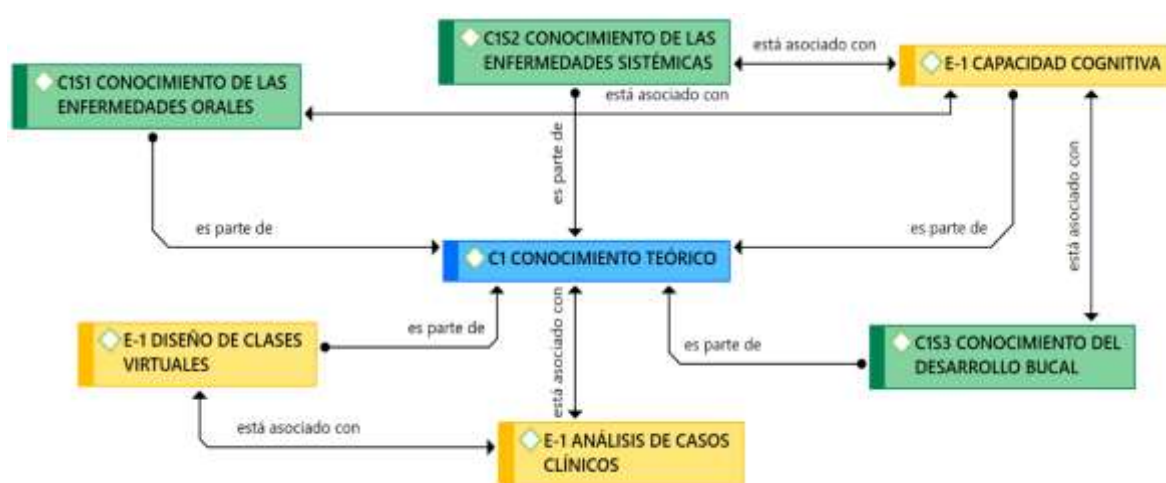 C1S2 CONOCIMIENTO DE LAS
ENFERMEDADES SISTÉMICAS
está asociado con
E-1 CAPACIDAD COGNITIVA
C1S1 CONOCIMIENTO DE LAS
ENFERMEDADES ORALES
está asociado con
es parte de
está asociado con
es parte de
es parte de
C1 CONOCIMIENTO TEÓRICO
E-1 DISEÑO DE CLASES
VIRTUALES
es parte de
está asociado con
es parte de
C1S3 CONOCIMIENTO DEL
DESARROLLO BUCAL
está asociado con
E-1 ANÁLISIS DE CASOS
CLÍNICOS